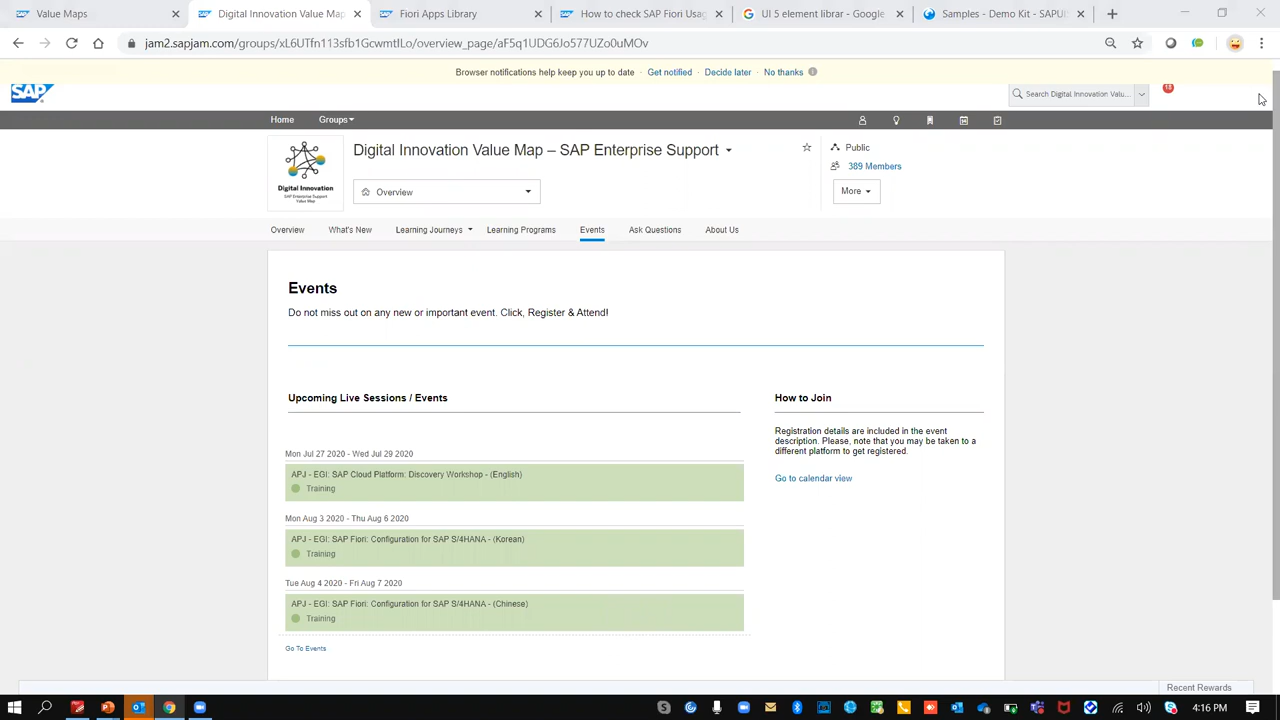 Value Maps
Digital Innovation Value Map
Fiori Apps Library
How to check SAP Fiori Usag
UI 5 element librar - Google
Samples - Demo Kit - SAPUI
jam2.sapjam.com/groups/xL6UTfn113sfb1GcwmtILo/overview_page/aF5q1UDG6Jo577UZo0uMOv
Browser notifications help keep you up to date · Get notified · Decide later · No thanks
SAP
Search Digital Innovation Valu...
Home
Groups
Digital Innovation Value Map – SAP Enterprise Support
Public
389 Members
Digital Innovation
SAP Enterprise Support
Value Map
Overview
More
Overview
What's New
Learning Journeys
Learning Programs
Events
Ask Questions
About Us
Events
Do not miss out on any new or important event. Click, Register & Attend!
Upcoming Live Sessions / Events
Mon Jul 27 2020 - Wed Jul 29 2020
APJ - EGI: SAP Cloud Platform: Discovery Workshop - (English)
Training
Mon Aug 3 2020 - Thu Aug 6 2020
APJ - EGI: SAP Fiori: Configuration for SAP S/4HANA - (Korean)
Training
Tue Aug 4 2020 - Fri Aug 7 2020
APJ - EGI: SAP Fiori: Configuration for SAP S/4HANA - (Chinese)
Training
Go To Events
How to Join
Registration details are included in the event
description. Please, note that you may be taken to a
different platform to get registered.
Go to calendar view
Recent Rewards
4:16 PM